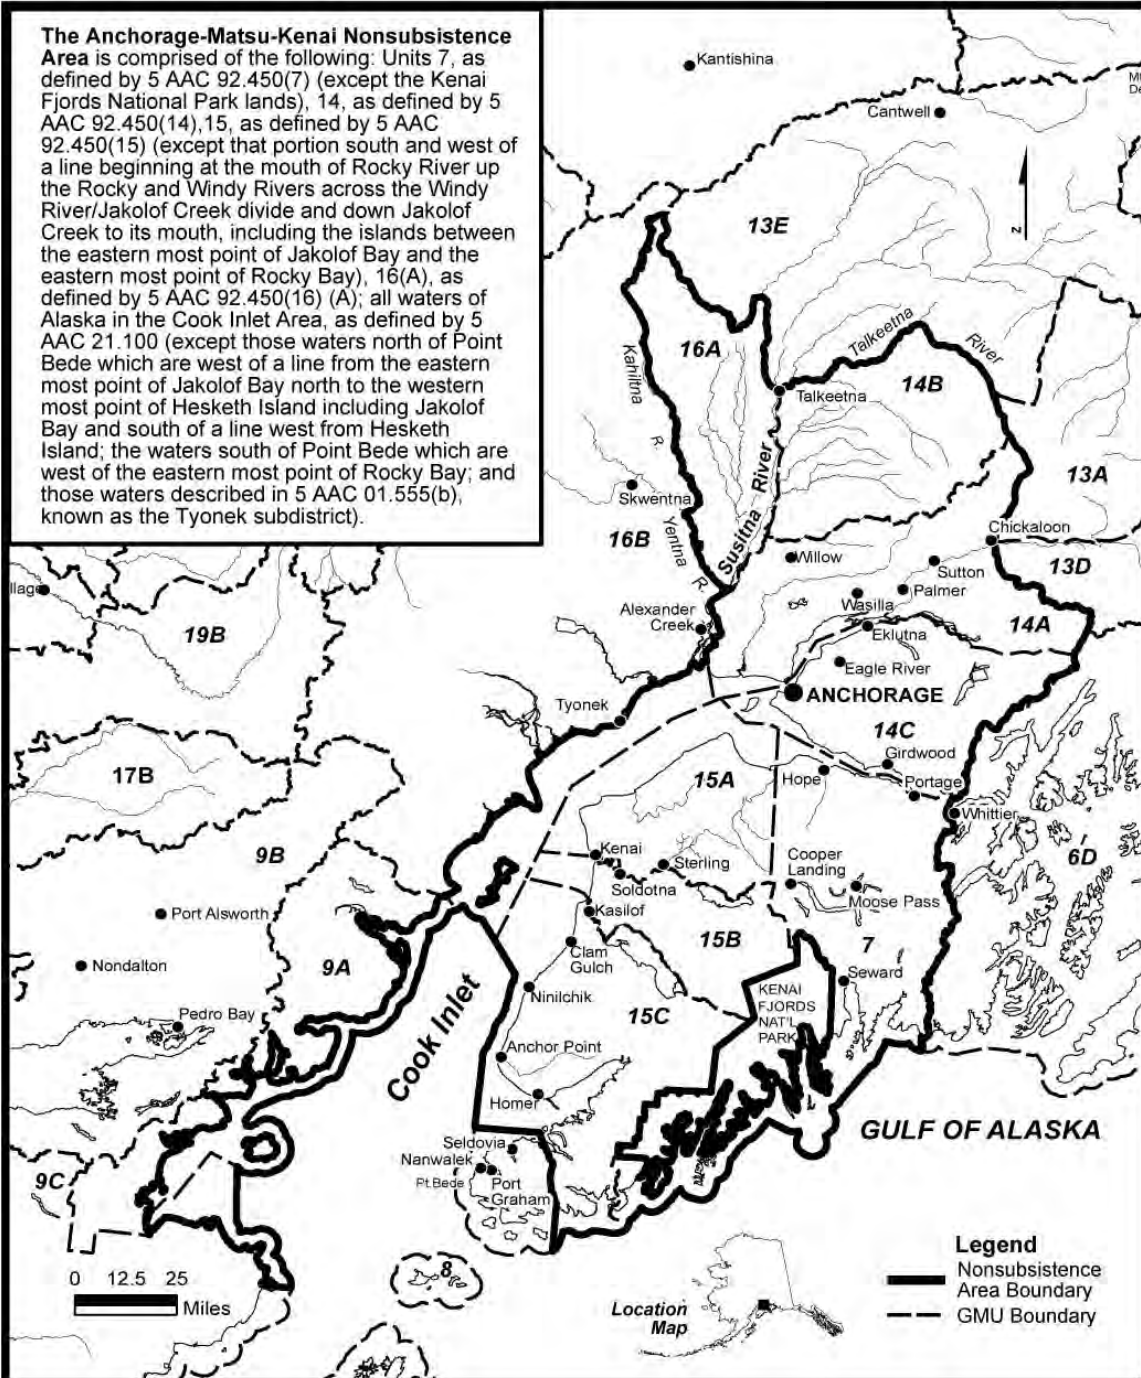 The Anchorage-Matsu-Kenai Nonsubsistence
Area is comprised of the following: Units 7, as
defined by 5 AAC 92.450(7) (except the Kenai
Fjords National Park lands), 14, as defined by 5
AAC 92.450(14),15, as defined by 5 AAC
92.450(15) (except that portion south and west of
a line beginning at the mouth of Rocky River up
the Rocky and Windy Rivers across the Windy
River/Jakolof Creek divide and down Jakolof
Creek to its mouth, including the islands between
the eastern most point of Jakolof Bay and the
eastern most point of Rocky Bay), 16(A), as
defined by 5 AAC 92.450(16) (A); all waters of
Alaska in the Cook Inlet Area, as defined by 5
AAC 21.100 (except those waters north of Point
Bede which are west of a line from the eastern
most point of Jakolof Bay north to the western
most point of Hesketh Island including Jakolof
Bay and south of a line west from Hesketh
Island; the waters south of Point Bede which are
west of the eastern most point of Rocky Bay; and
those waters described in 5 AAC 01.555(b),
known as the Tyonek subdistrict).
Kantishina
Cantwell
13E
z
16A
Kahiltna
R.
Talkeetna
River
14B
Talkeetna
Susitna River
13A
Skwentna
16B
Yentna
R.
Chickaloon
Willow
Sutton
13D
Wasilla
Palmer
llage
19B
Alexander
Creek
Eklutna
14A
Eagle River
ANCHORAGE
Tyonek
14C
17B
Girdwood
15A
Hope
Portage
Whittier
9B
Kenai
Sterling
Cooper
Landing
6D
Soldotna
Moose Pass
Port Alsworth
Kasilof
15B
7
Clam
Gulch
Nondalton
9A
Seward
Ninilchik
KENAI
FJORDS
NAT'L
PARK
Pedro Bay
15C
Cook Inlet
Anchor Point
Homer
GULF OF ALASKA
Seldovia
Nanwalek
Pt.Bede
Port
Graham
9C
8
0 12.5 25
Miles
Location
Map
Legend
Nonsubsistence
Area Boundary
GMU Boundary